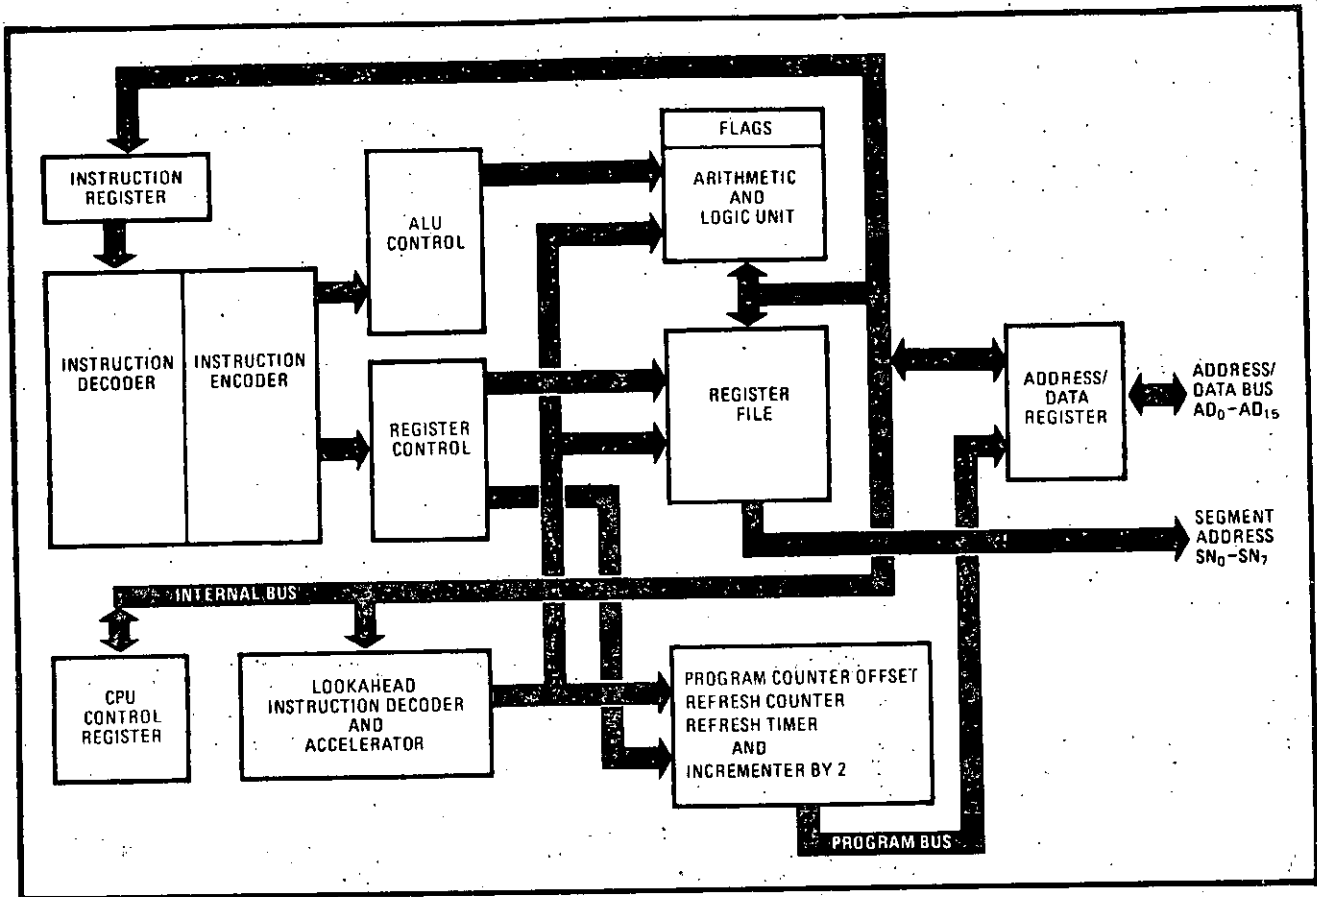 FLAGS
INSTRUCTION
REGISTER
ARITHMETIC
AND
LOGIC UNIT
ALU
CONTROL
INSTRUCTION
DECODER
INSTRUCTION
ENCODER
REGISTER
FILE
ADDRESS/
DATA
REGISTER
ADDRESS/
DATA BUS
AD₀–AD₁₅
REGISTER
CONTROL
SEGMENT
ADDRESS
SN₀–SN₇
INTERNAL BUS
CPU
CONTROL
REGISTER
LOOKAHEAD
INSTRUCTION DECODER
AND
ACCELERATOR
PROGRAM COUNTER OFFSET
REFRESH COUNTER
REFRESH TIMER
AND
INCREMENTER BY 2
PROGRAM BUS